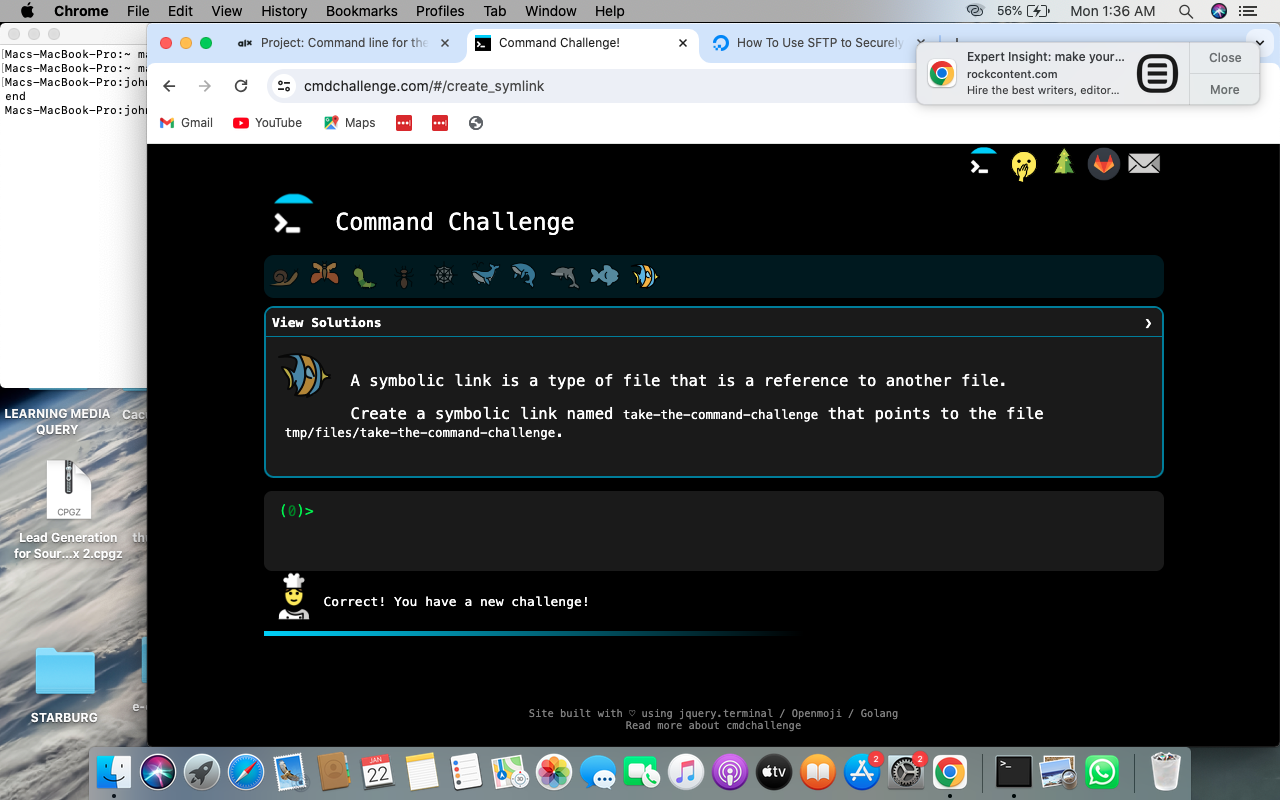 Chrome File Edit View History Bookmarks Profiles Tab Window Help 56% Mon 1:36 AM
Macs-MacBook-Pro:~
Macs-MacBook-Pro:~
Macs-MacBook-Pro:john
end
Macs-MacBook-Pro:john
Project: Command line for the
Command Challenge!
How To Use SFTP to Securely
cmdchallenge.com/#/create_symlink
Expert Insight: make your...
rockcontent.com
Hire the best writers, editor...
Close
More
Gmail YouTube Maps
Command Challenge
View Solutions
A symbolic link is a type of file that is a reference to another file.
Create a symbolic link named take-the-command-challenge that points to the file
tmp/files/take-the-command-challenge.
(0)>
Correct! You have a new challenge!
Site built with ♡ using jquery.terminal / Openmoji / Golang
Read more about cmdchallenge
LEARNING MEDIA
QUERY
CPGZ
Lead Generation
for Sour...x 2.cpgz
STARBURG
JAN
22
tv
2
2